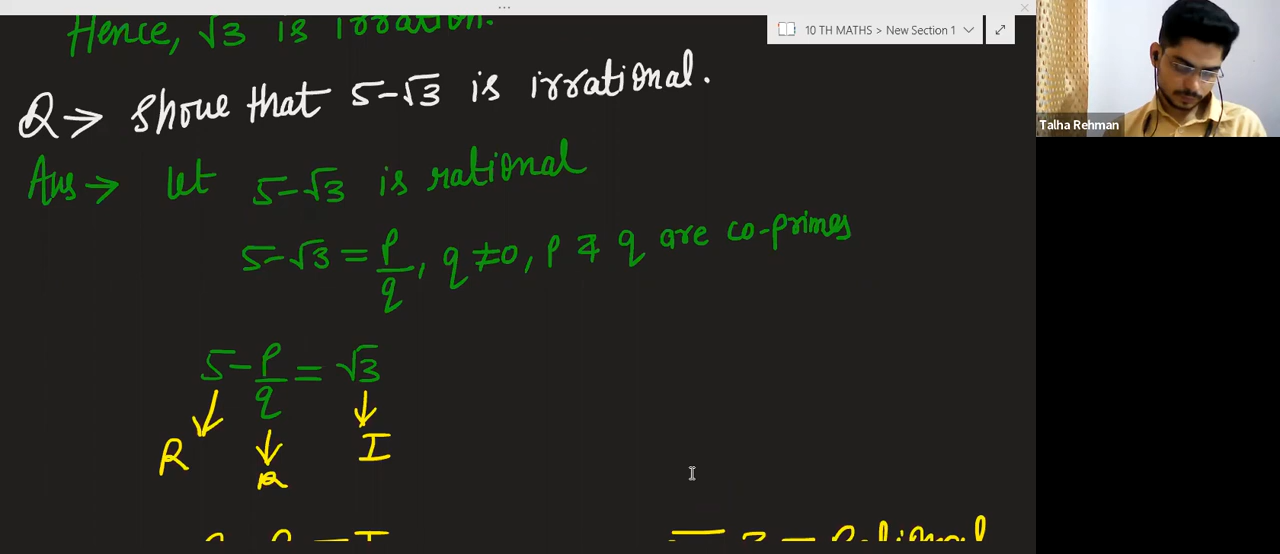 Hence, √3 is irration.
10 TH MATHS > New Section 1
Talha Rehman
Q → Show that 5-√3 is irrational.
Ans → Let 5-√3 is rational
5-√3 = P/q, q ≠ 0, P & q are co-primes
5 - P/q = √3
R R I